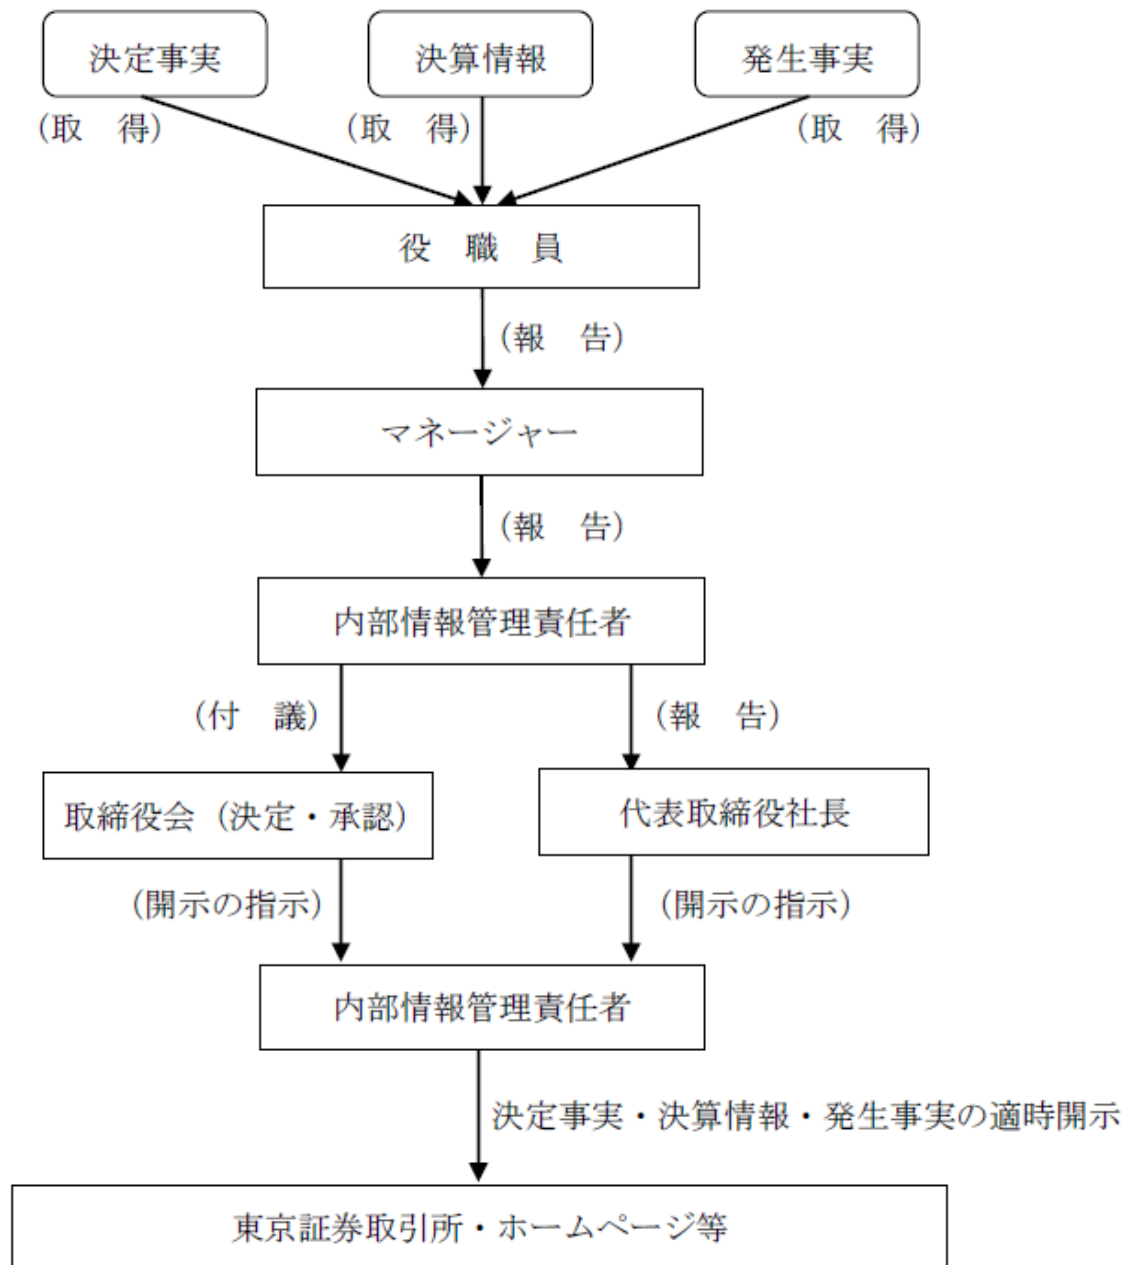 決定事実
決算情報
発生事実
（取　得）
（取　得）
（取　得）
役　職　員
（報　告）
マネージャー
（報　告）
内部情報管理責任者
（付　議）
（報　告）
取締役会（決定・承認）
代表取締役社長
（開示の指示）
（開示の指示）
内部情報管理責任者
決定事実・決算情報・発生事実の適時開示
東京証券取引所・ホームページ等